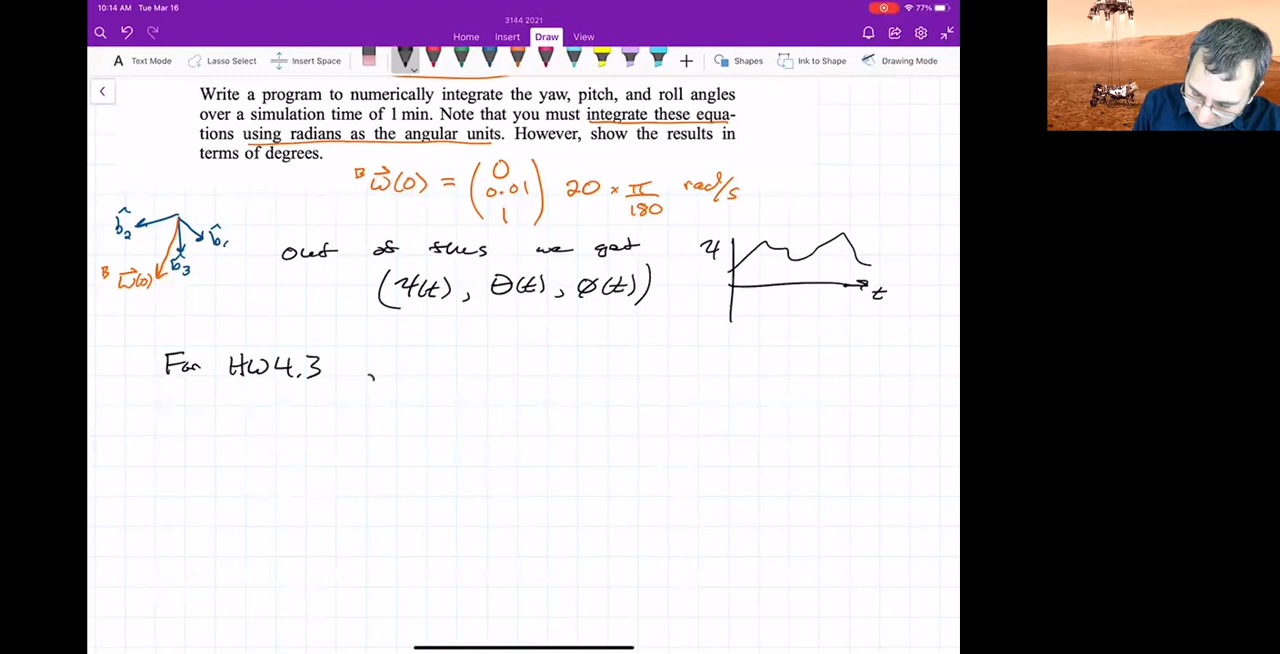 10:14 AM Tue Mar 16
77%
3144 2021
Home Insert Draw View
Text Mode Lasso Select Insert Space Shapes Ink to Shape Drawing Mode
Write a program to numerically integrate the yaw, pitch, and roll angles
over a simulation time of 1 min. Note that you must integrate these equa-
tions using radians as the angular units. However, show the results in
terms of degrees.
ᴮω⃗(0) = (0 0.01 1) 20 × π/180 rad/s
b̂₂ b̂₁ b̂₃
ᴮω⃗(0)
out of this we get
(ψ(t), θ(t), φ(t))
ψ t
For HW4.3